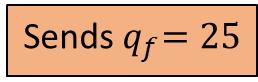 Sends q_f = 25